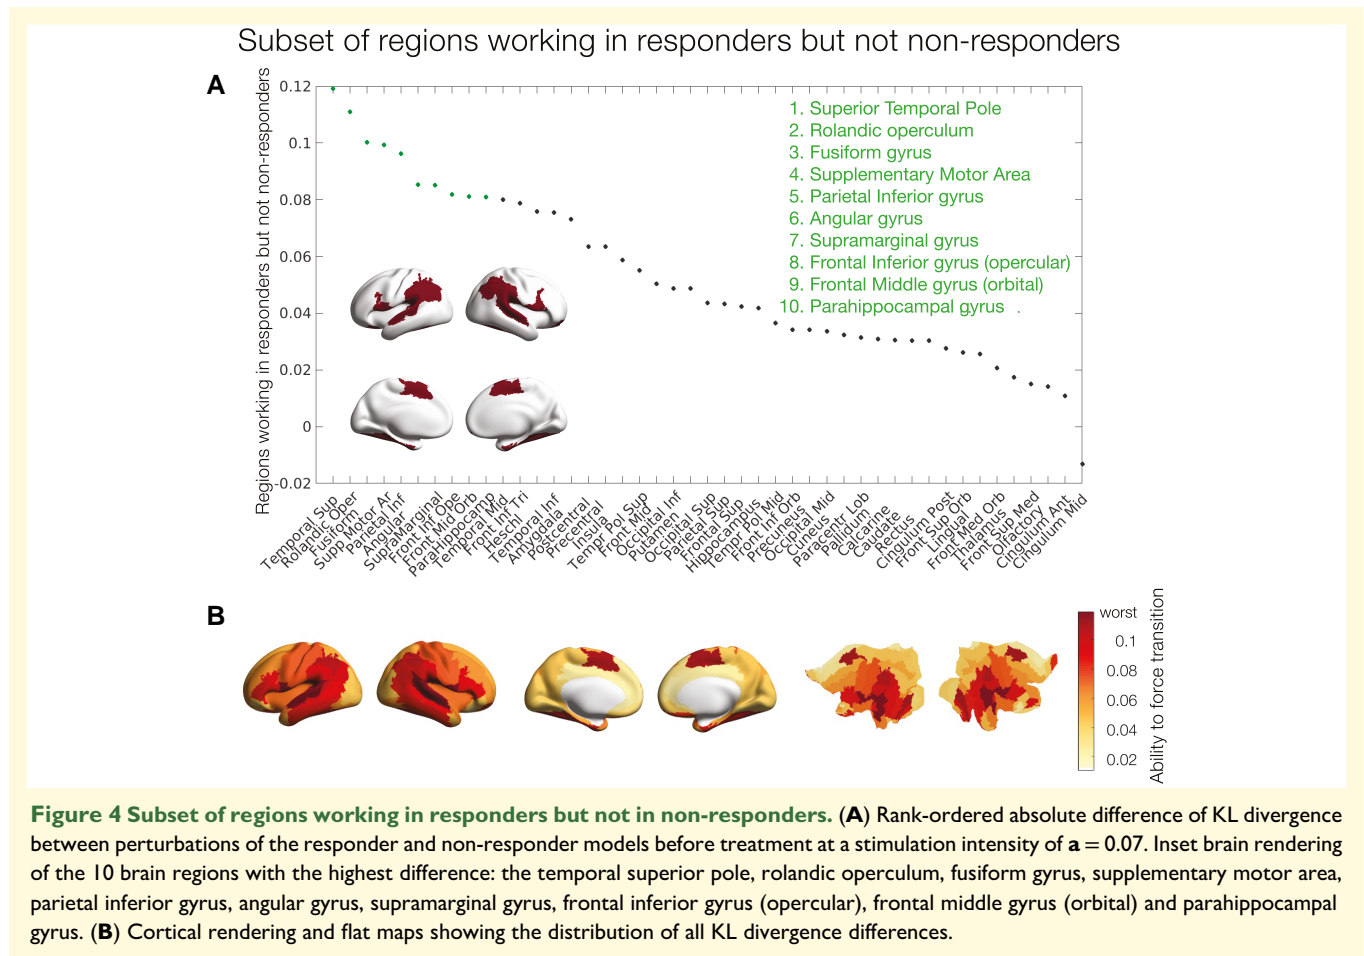 Subset of regions working in responders but not non-responders
A
Regions working in responders but not non-responders
0.12
0.1
0.08
0.06
0.04
0.02
0
-0.02
1. Superior Temporal Pole
2. Rolandic operculum
3. Fusiform gyrus
4. Supplementary Motor Area
5. Parietal Inferior gyrus
6. Angular gyrus
7. Supramarginal gyrus
8. Frontal Inferior gyrus (opercular)
9. Frontal Middle gyrus (orbital)
10. Parahippocampal gyrus .
Temporal Sup
Rolandic Oper
Fusiform
Supp Motor Ar
Parietal Inf
Angular
SupraMarginal
Front Inf Ope
Front Mid Orb
ParaHippocamp
Temporal Mid
Front Inf Tri
Heschl
Temporal Inf
Amygdala
Postcentral
Precentral
Insula
Tempr Pol Sup
Front Mid
Occipital Inf
Putamen
Occipital Sup
Parietal Sup
Frontal Sup
Hippocampus
Tempr Pol Mid
Front Inf Orb
Precuneus
Occipital Mid
Cuneus
Paracentr Lob
Pallidum
Calcarine
Caudate
Rectus
Cingulum Post
Front Sup Orb
Lingual
Front Med Orb
Thalamus
Front Sup Med
Olfactory
Cingulum Ant
Cingulum Mid
B
worst
0.1
0.08
0.06
0.04
0.02
Ability to force transition
Figure 4 Subset of regions working in responders but not in non-responders. (A) Rank-ordered absolute difference of KL divergence
between perturbations of the responder and non-responder models before treatment at a stimulation intensity of a = 0.07. Inset brain rendering
of the 10 brain regions with the highest difference: the temporal superior pole, rolandic operculum, fusiform gyrus, supplementary motor area,
parietal inferior gyrus, angular gyrus, supramarginal gyrus, frontal inferior gyrus (opercular), frontal middle gyrus (orbital) and parahippocampal
gyrus. (B) Cortical rendering and flat maps showing the distribution of all KL divergence differences.